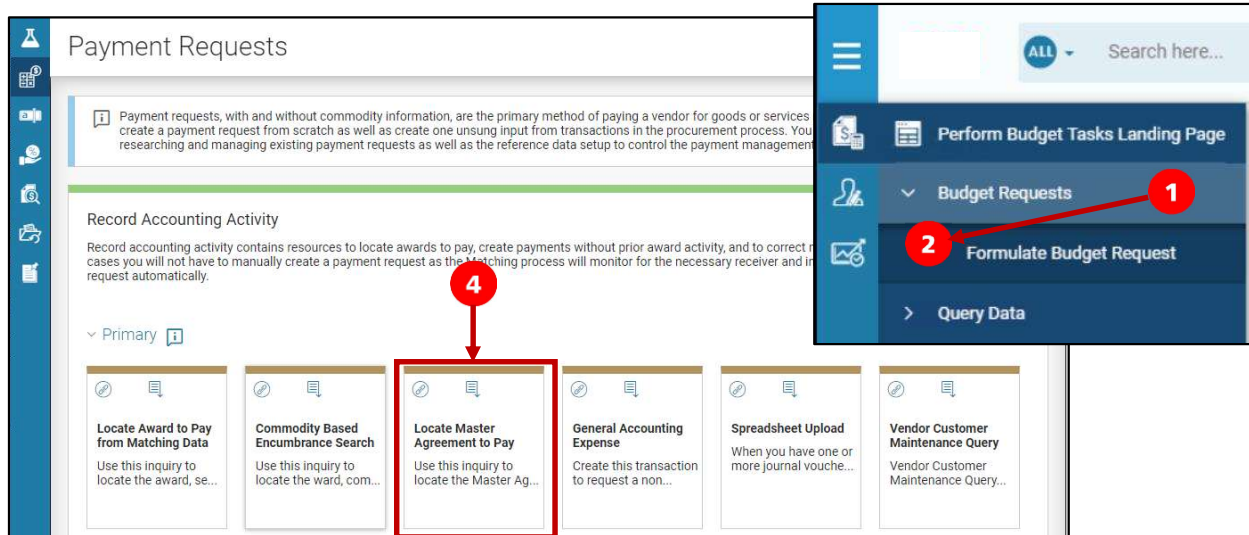 Payment Requests
Payment requests, with and without commodity information, are the primary method of paying a vendor for goods or services
create a payment request from scratch as well as create one unsung input from transactions in the procurement process. You
researching and managing existing payment requests as well as the reference data setup to control the payment management
Record Accounting Activity
Record accounting activity contains resources to locate awards to pay, create payments without prior award activity, and to correct
cases you will not have to manually create a payment request as the Matching process will monitor for the necessary receiver and in
request automatically.
4
Primary
Locate Award to Pay
from Matching Data
Use this inquiry to
locate the award, se...
Commodity Based
Encumbrance Search
Use this inquiry to
locate the ward, com...
Locate Master
Agreement to Pay
Use this inquiry to
locate the Master Ag...
General Accounting
Expense
Create this transaction
to request a non...
Spreadsheet Upload
When you have one or
more journal vouche...
Vendor Customer
Maintenance Query
Vendor Customer
Maintenance Query...
ALL
Search here...
Perform Budget Tasks Landing Page
Budget Requests
1
2
Formulate Budget Request
Query Data